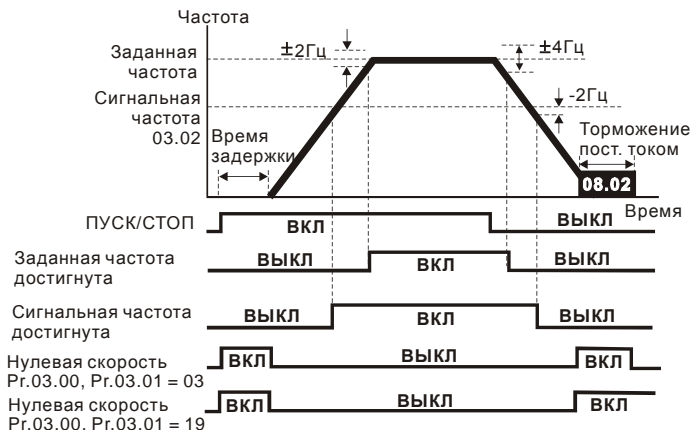 Частота
Заданная
частота
±2Гц
±4Гц
Сигнальная
частота
03.02
-2Гц
Время
задержки
Торможение
пост. током
08.02
Время
ПУСК/СТОП
ВКЛ
ВЫКЛ
Заданная частота
достигнута
ВЫКЛ
ВКЛ
ВЫКЛ
Сигнальная частота
достигнута
ВЫКЛ
ВКЛ
ВЫКЛ
Нулевая скорость
Pr.03.00, Pr.03.01 = 03
ВКЛ
ВЫКЛ
ВКЛ
Нулевая скорость
Pr.03.00, Pr.03.01 = 19
ВКЛ
ВЫКЛ
ВКЛ